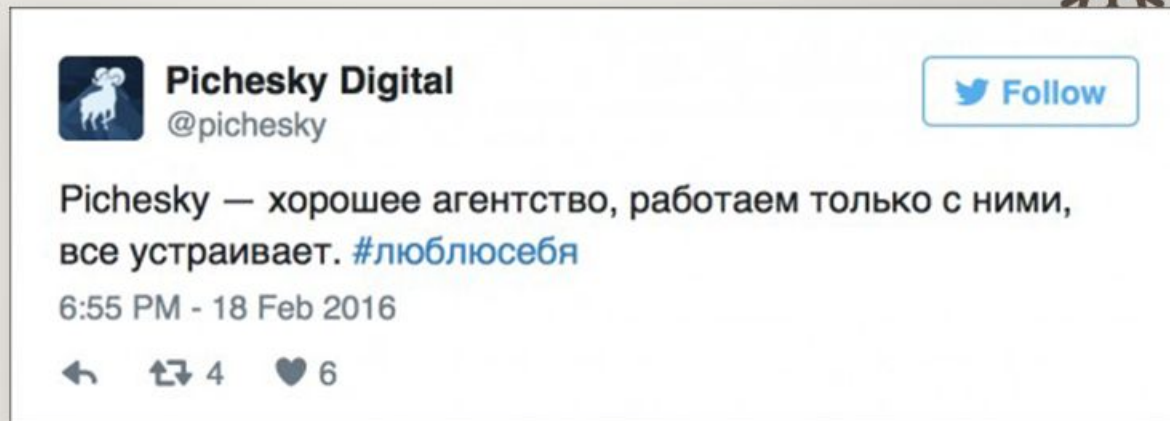 Pichesky Digital
@pichesky
Follow
Pichesky — хорошее агентство, работаем только с ними,
все устраивает. #люблюсебя
6:55 PM - 18 Feb 2016
4 6